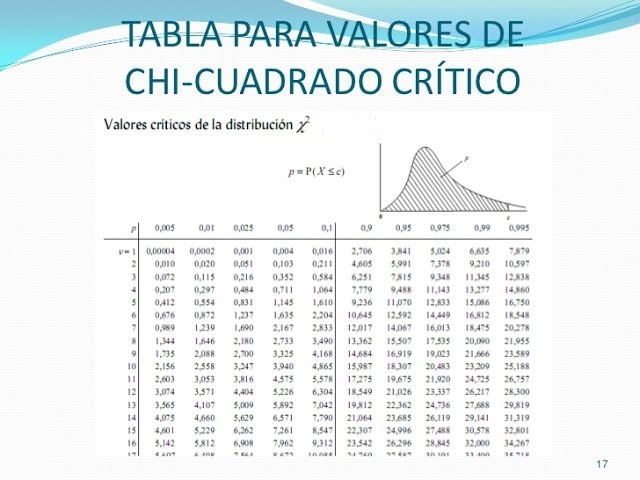 TABLA PARA VALORES DE
CHI-CUADRADO CRÍTICO
Valores críticos de la distribución χ²
p = P(X ≤ c)
p
0 c
p 0,005 0,01 0,025 0,05 0,1 0,9 0,95 0,975 0,99 0,995
ν= 1 0,00004 0,0002 0,001 0,004 0,016 2,706 3,841 5,024 6,635 7,879
2 0,010 0,020 0,051 0,103 0,211 4,605 5,991 7,378 9,210 10,597
3 0,072 0,115 0,216 0,352 0,584 6,251 7,815 9,348 11,345 12,838
4 0,207 0,297 0,484 0,711 1,064 7,779 9,488 11,143 13,277 14,860
5 0,412 0,554 0,831 1,145 1,610 9,236 11,070 12,833 15,086 16,750
6 0,676 0,872 1,237 1,635 2,204 10,645 12,592 14,449 16,812 18,548
7 0,989 1,239 1,690 2,167 2,833 12,017 14,067 16,013 18,475 20,278
8 1,344 1,646 2,180 2,733 3,490 13,362 15,507 17,535 20,090 21,955
9 1,735 2,088 2,700 3,325 4,168 14,684 16,919 19,023 21,666 23,589
10 2,156 2,558 3,247 3,940 4,865 15,987 18,307 20,483 23,209 25,188
11 2,603 3,053 3,816 4,575 5,578 17,275 19,675 21,920 24,725 26,757
12 3,074 3,571 4,404 5,226 6,304 18,549 21,026 23,337 26,217 28,300
13 3,565 4,107 5,009 5,892 7,042 19,812 22,362 24,736 27,688 29,819
14 4,075 4,660 5,629 6,571 7,790 21,064 23,685 26,119 29,141 31,319
15 4,601 5,229 6,262 7,261 8,547 22,307 24,996 27,488 30,578 32,801
16 5,142 5,812 6,908 7,962 9,312 23,542 26,296 28,845 32,000 34,267
17